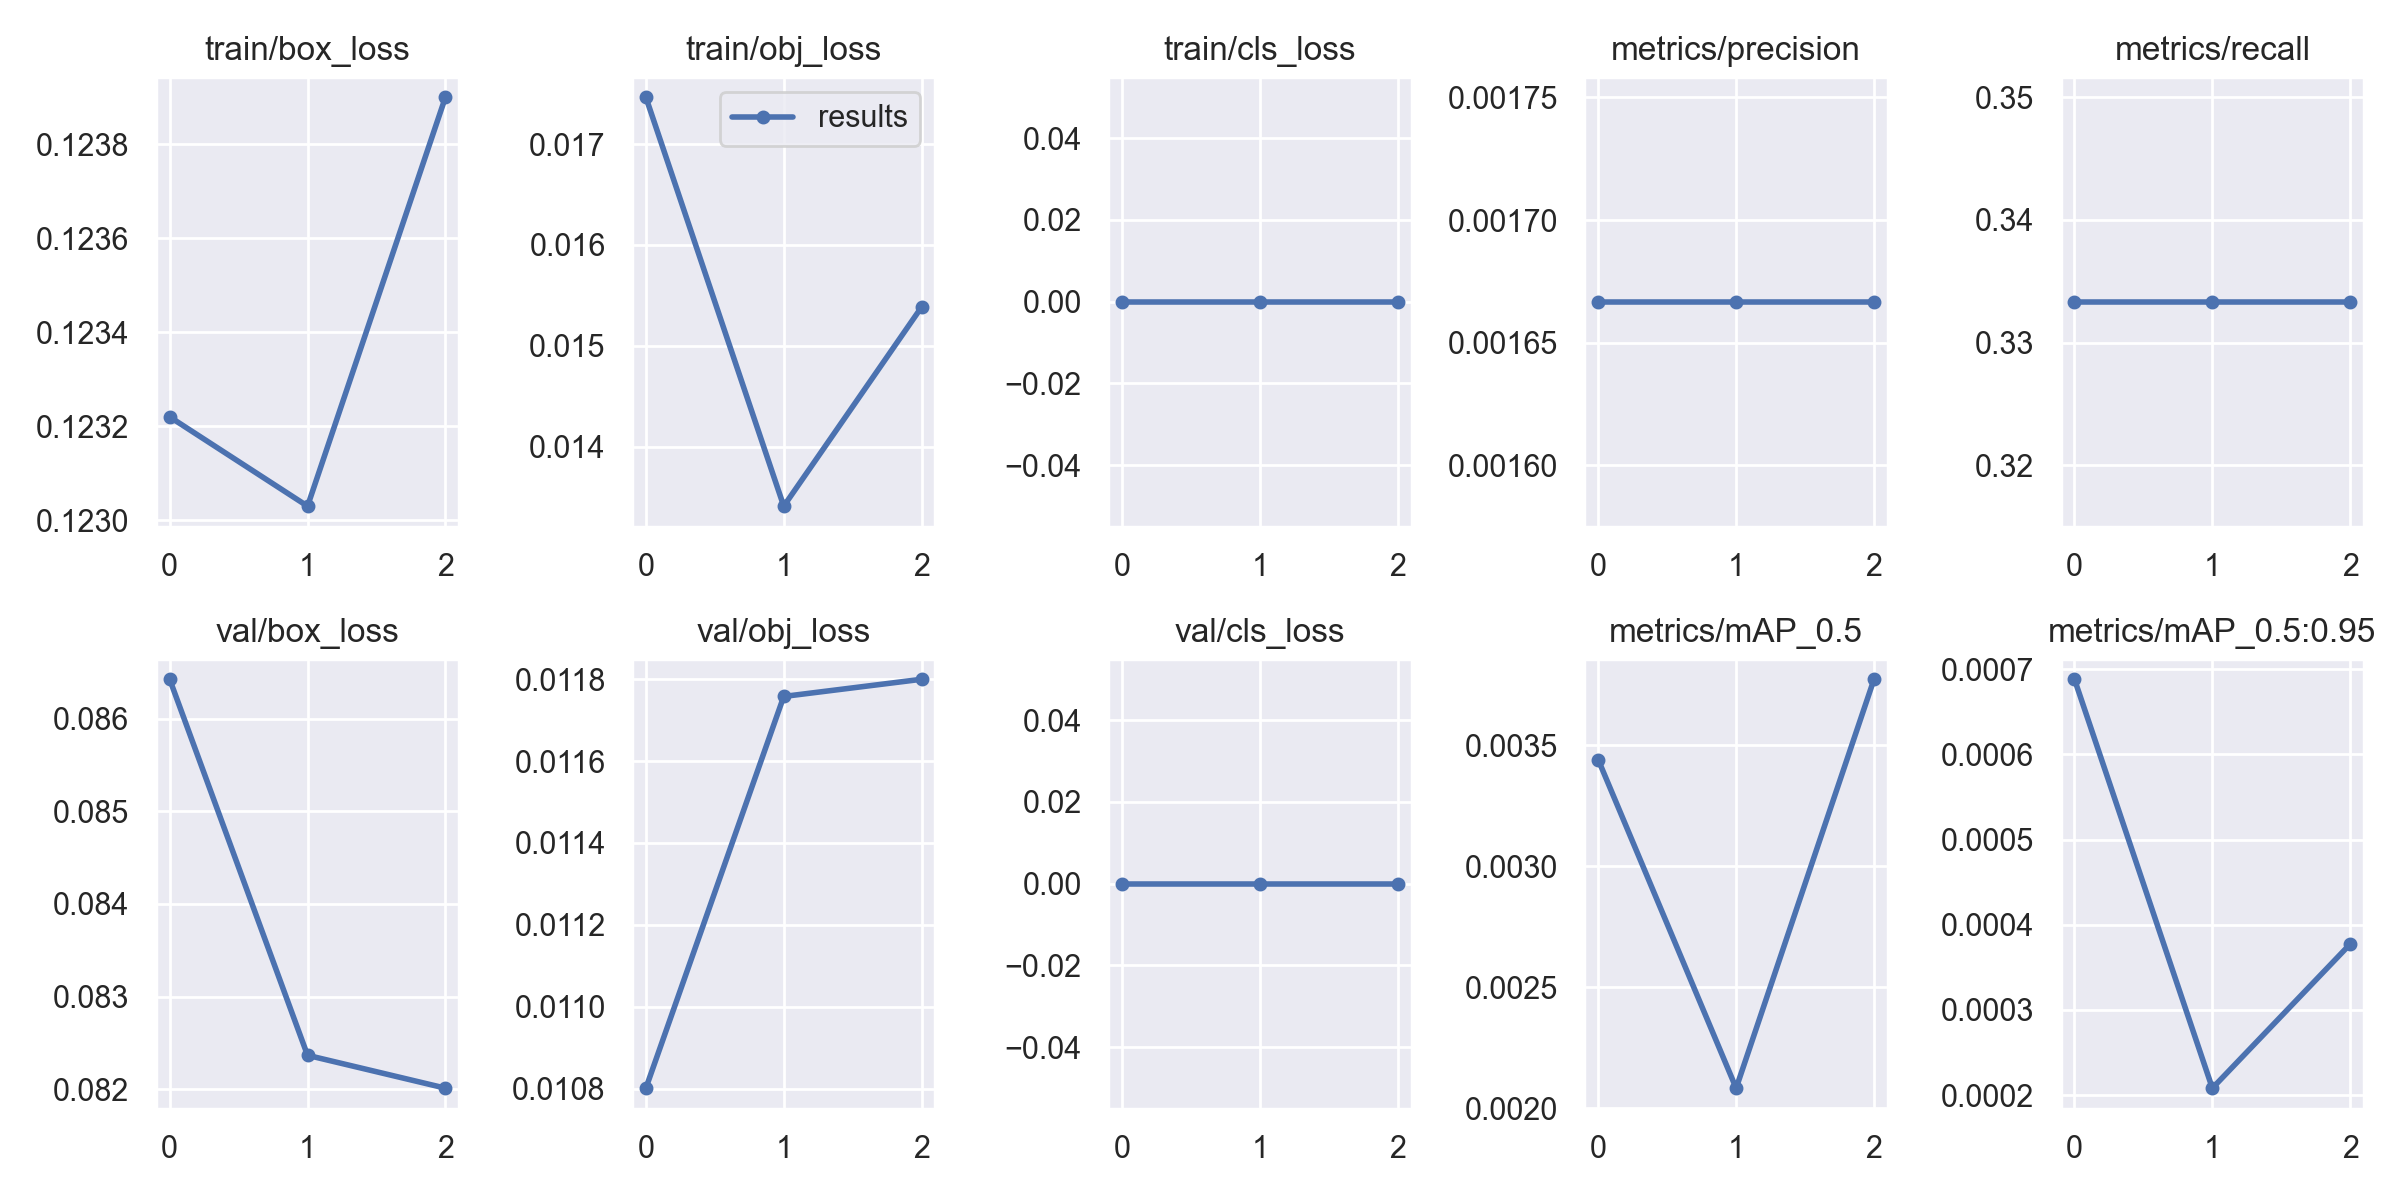 train/box_loss
0.1238
0.1236
0.1234
0.1232
0.1230
0 1 2
train/obj_loss
results
0.017
0.016
0.015
0.014
0 1 2
train/cls_loss
0.04
0.02
0.00
−0.02
−0.04
0 1 2
metrics/precision
0.00175
0.00170
0.00165
0.00160
0 1 2
metrics/recall
0.35
0.34
0.33
0.32
0 1 2
val/box_loss
0.086
0.085
0.084
0.083
0.082
0 1 2
val/obj_loss
0.0118
0.0116
0.0114
0.0112
0.0110
0.0108
0 1 2
val/cls_loss
0.04
0.02
0.00
−0.02
−0.04
0 1 2
metrics/mAP_0.5
0.0035
0.0030
0.0025
0.0020
0 1 2
metrics/mAP_0.5:0.95
0.0007
0.0006
0.0005
0.0004
0.0003
0.0002
0 1 2